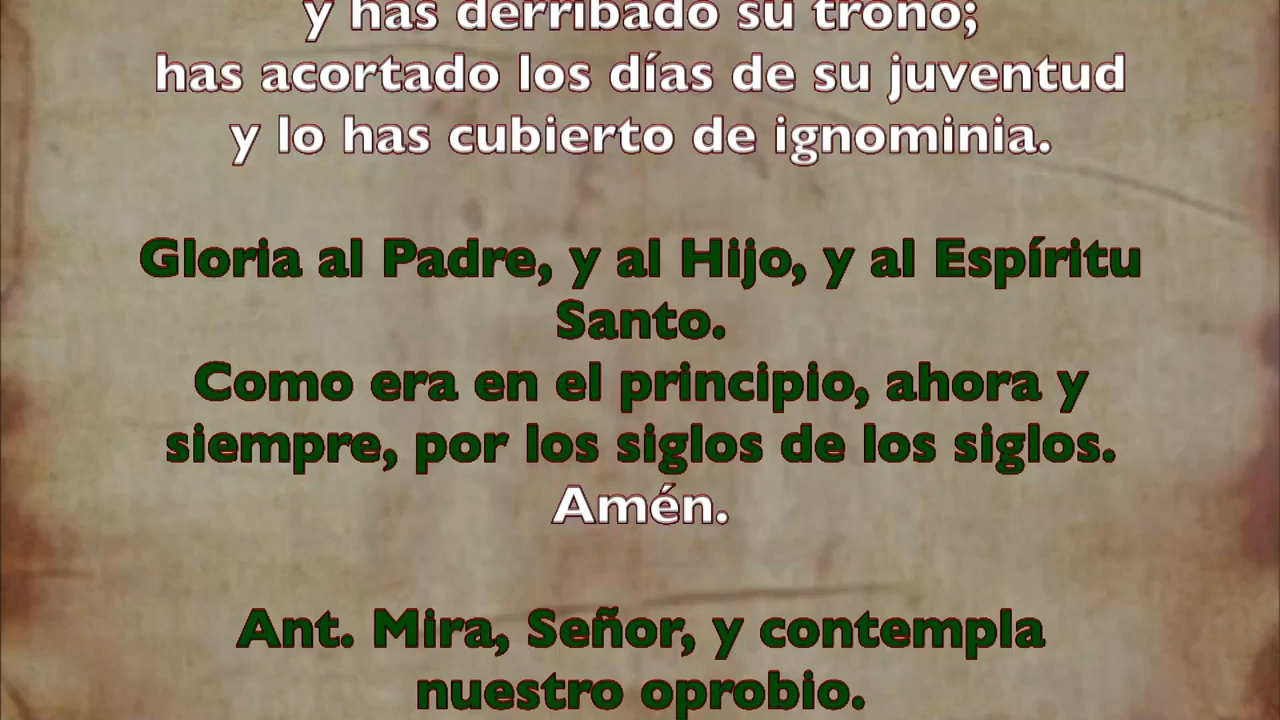 y has derribado su trono;
has acortado los días de su juventud
y lo has cubierto de ignominia.
Gloria al Padre, y al Hijo, y al Espíritu
Santo.
Como era en el principio, ahora y
siempre, por los siglos de los siglos.
Amén.
Ant. Mira, Señor, y contempla
nuestro oprobio.